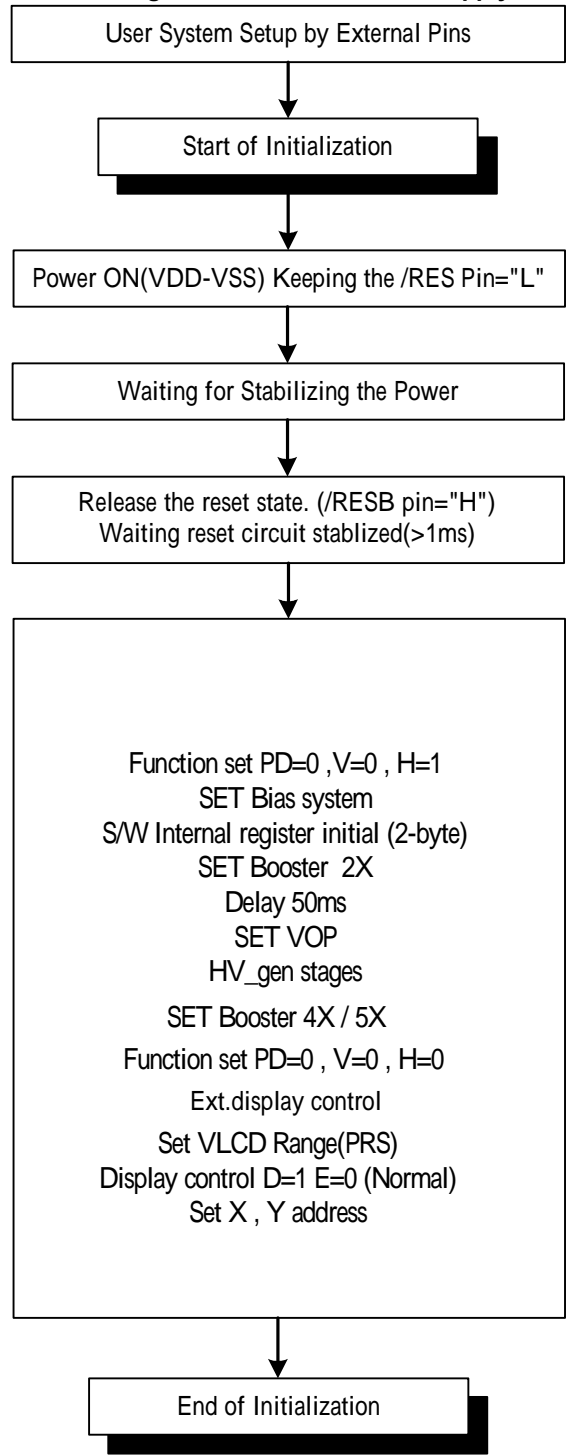 User System Setup by External Pins
Start of Initialization
Power ON(VDD-VSS) Keeping the /RES Pin="L"
Waiting for Stabilizing the Power
Release the reset state. (/RESB pin="H")
Waiting reset circuit stablized(>1ms)
Function set PD=0 ,V=0 , H=1
SET Bias system
S/W Internal register initial (2-byte)
SET Booster 2X
Delay 50ms
SET VOP
HV_gen stages
SET Booster 4X / 5X
Function set PD=0 , V=0 , H=0
Ext.display control
Set VLCD Range(PRS)
Display control D=1 E=0 (Normal)
Set X , Y address
End of Initialization